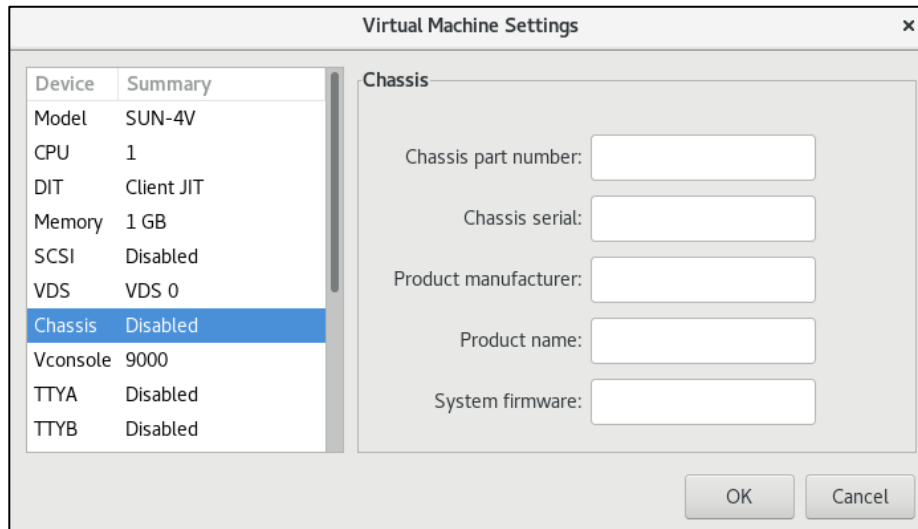 Virtual Machine Settings ×
Device Summary
Model SUN-4V
CPU 1
DIT Client JIT
Memory 1 GB
SCSI Disabled
VDS VDS 0
Chassis Disabled
Vconsole 9000
TTYA Disabled
TTYB Disabled
Chassis
Chassis part number:
Chassis serial:
Product manufacturer:
Product name:
System firmware:
OK Cancel